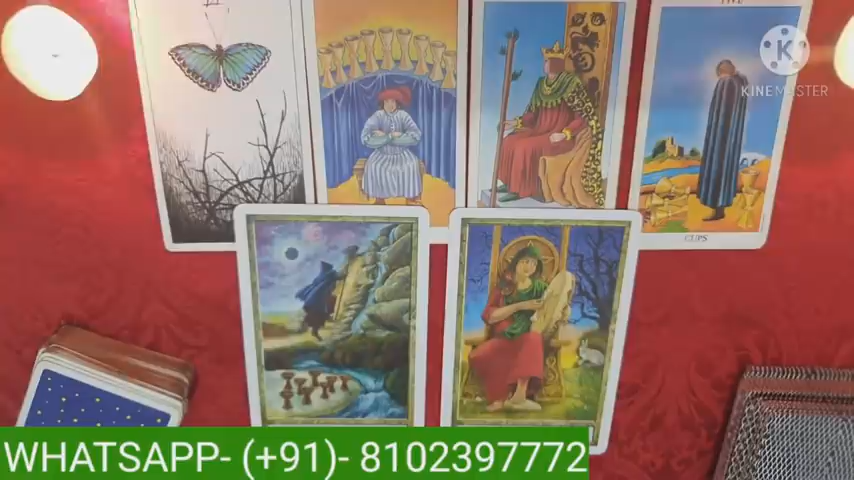 FIVE
K
KINEMASTER
CUPS
WHATSAPP- (+91)- 8102397772